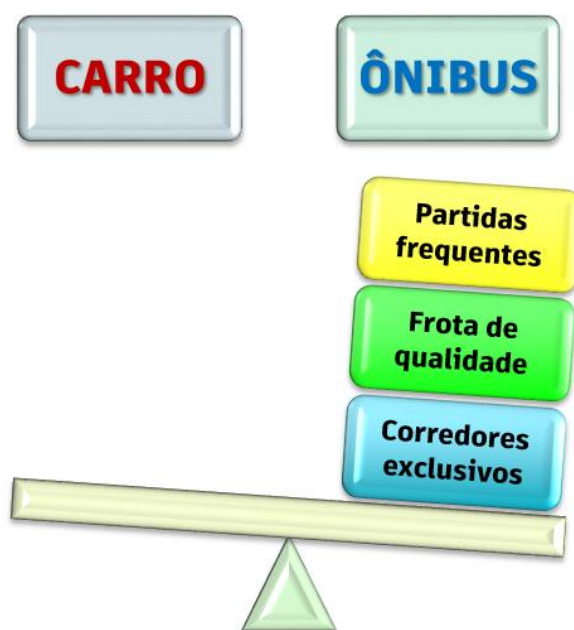 CARRO
ÔNIBUS
Partidas
frequentes
Frota de
qualidade
Corredores
exclusivos